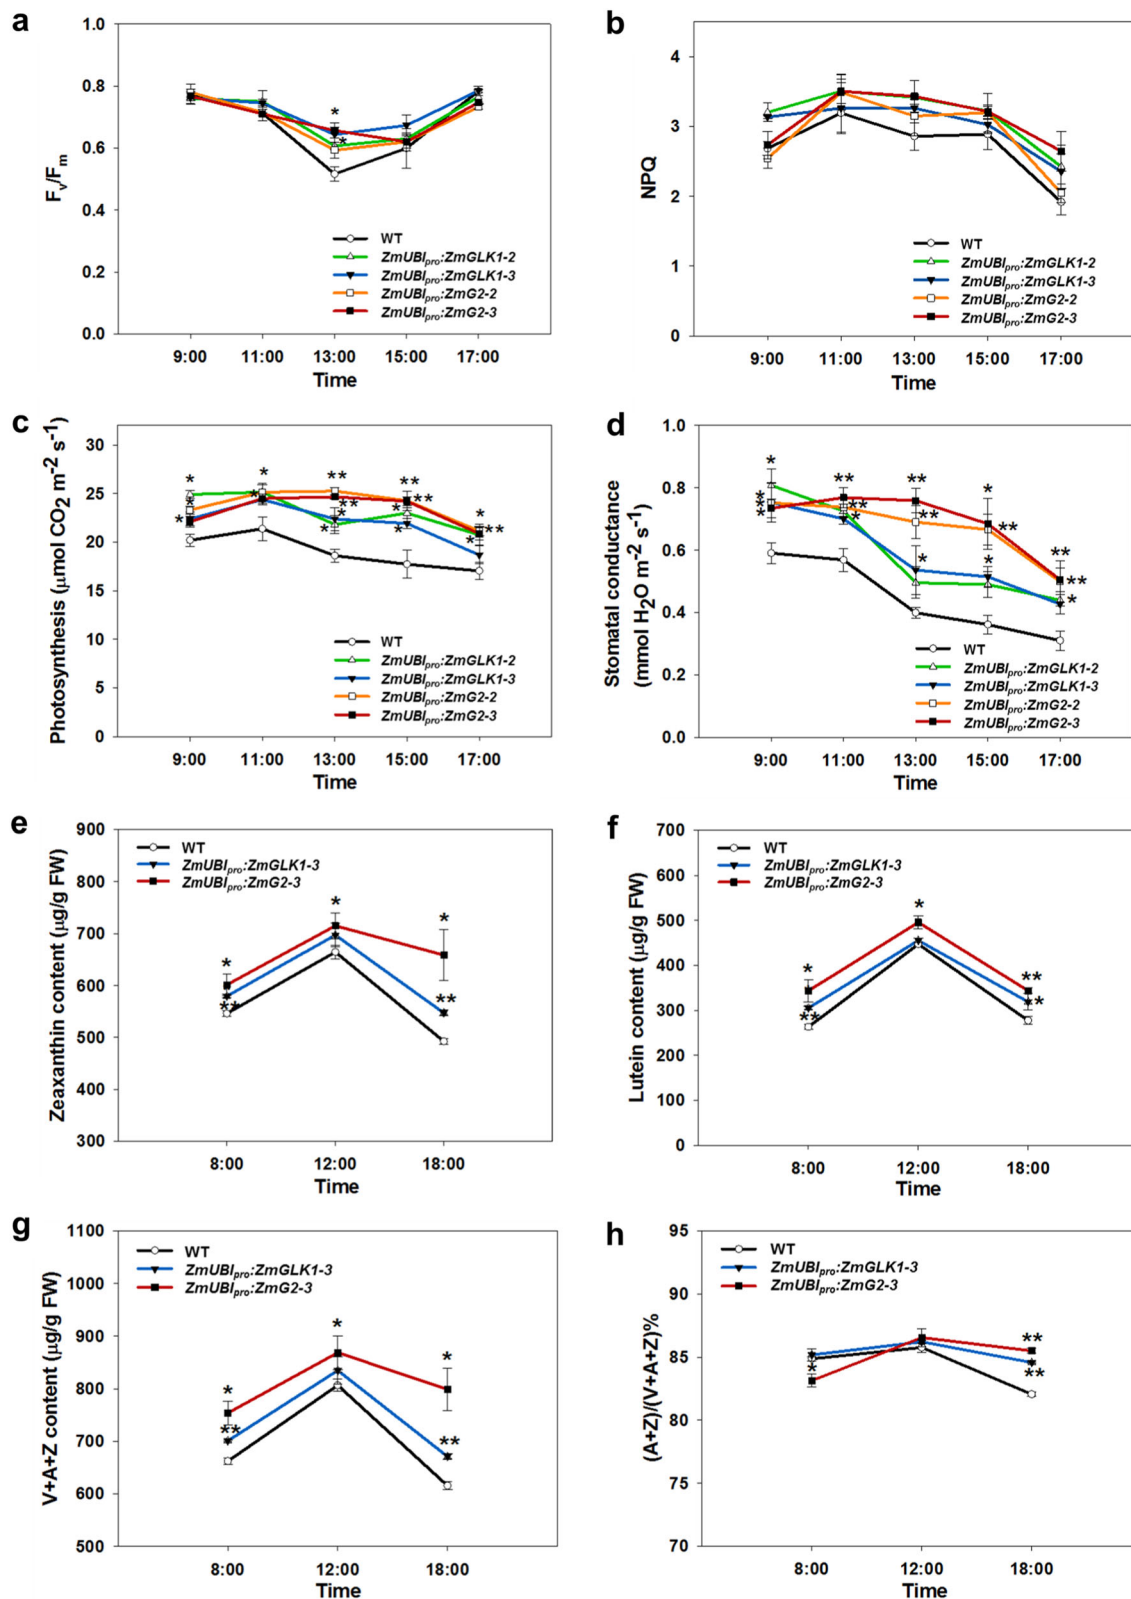 a
1.0
0.8
0.6
0.4
0.2
0.0
Fv/Fm
*
*
WT
ZmUBIpro:ZmGLK1-2
ZmUBIpro:ZmGLK1-3
ZmUBIpro:ZmG2-2
ZmUBIpro:ZmG2-3
9:00 11:00 13:00 15:00 17:00
Time
b
4
3
2
1
0
NPQ
WT
ZmUBIpro:ZmGLK1-2
ZmUBIpro:ZmGLK1-3
ZmUBIpro:ZmG2-2
ZmUBIpro:ZmG2-3
9:00 11:00 13:00 15:00 17:00
Time
c
30
25
20
15
10
5
0
Photosynthesis (μmol CO2 m−2 s−1)
* * ** ** *
* * ** ** **
* * * * *
WT
ZmUBIpro:ZmGLK1-2
ZmUBIpro:ZmGLK1-3
ZmUBIpro:ZmG2-2
ZmUBIpro:ZmG2-3
9:00 11:00 13:00 15:00 17:00
Time
d
1.0
0.8
0.6
0.4
0.2
0.0
Stomatal conductance
(mmol H2O m−2 s−1)
* ** ** * **
* ** ** ** **
* * * * *
WT
ZmUBIpro:ZmGLK1-2
ZmUBIpro:ZmGLK1-3
ZmUBIpro:ZmG2-2
ZmUBIpro:ZmG2-3
9:00 11:00 13:00 15:00 17:00
Time
e
900
800
700
600
500
400
300
Zeaxanthin content (μg/g FW)
WT
ZmUBIpro:ZmGLK1-3
ZmUBIpro:ZmG2-3
* * *
** **
8:00 12:00 18:00
Time
f
700
600
500
400
300
200
100
0
Lutein content (μg/g FW)
WT
ZmUBIpro:ZmGLK1-3
ZmUBIpro:ZmG2-3
* * **
** *
8:00 12:00 18:00
Time
g
1100
1000
900
800
700
600
500
V+A+Z content (μg/g FW)
WT
ZmUBIpro:ZmGLK1-3
ZmUBIpro:ZmG2-3
* * *
** **
8:00 12:00 18:00
Time
h
95
90
85
80
75
70
(A+Z)/(V+A+Z)%
WT
ZmUBIpro:ZmGLK1-3
ZmUBIpro:ZmG2-3
* **
**
8:00 12:00 18:00
Time